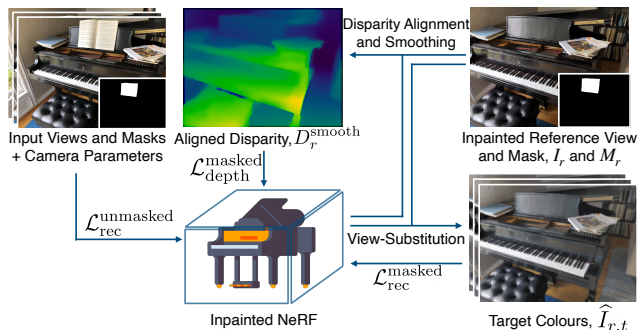 Disparity Alignment
and Smoothing
Input Views and Masks
+ Camera Parameters
Aligned Disparity, D_r^smooth
Inpainted Reference View
and Mask, I_r and M_r
L_depth^masked
L_rec^unmasked
View-Substitution
L_rec^masked
Inpainted NeRF
Target Colours, Î_{r,t}